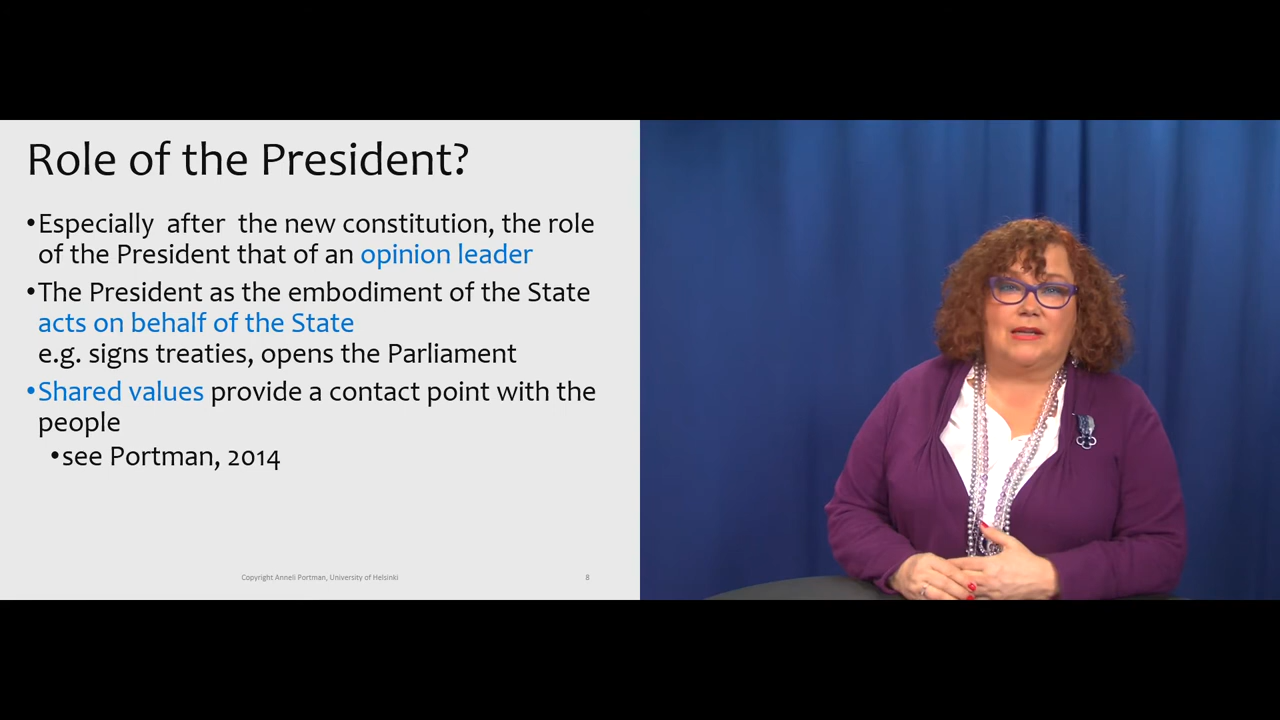 Role of the President?
•Especially after the new constitution, the role
of the President that of an opinion leader
•The President as the embodiment of the State
acts on behalf of the State
e.g. signs treaties, opens the Parliament
•Shared values provide a contact point with the
people
•see Portman, 2014
Copyright Anneli Portman, University of Helsinki
8